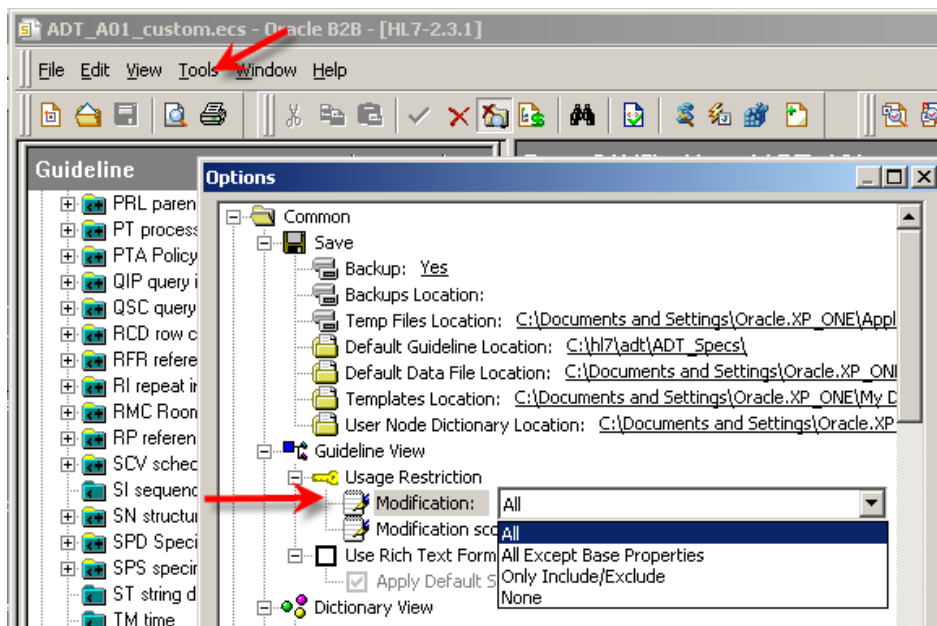 ADT_A01_custom.ecs - Oracle B2B - [HL7-2.3.1]
File Edit View Tools Window Help
Guideline
PRL paren
PT process
PTA Policy
QIP query i
QSC query
RCD row c
RFR refere
RI repeat in
RMC Room
RP referen
SCV sched
SI sequenc
SN structur
SPD Speci
SPS specim
ST string d
TM time
Options
Common
Save
Backup: Yes
Backups Location:
Temp Files Location: C:\Documents and Settings\Oracle.XP_ONE\Appl
Default Guideline Location: C:\hl7\adt\ADT_Specs\
Default Data File Location: C:\Documents and Settings\Oracle.XP_ONE
Templates Location: C:\Documents and Settings\Oracle.XP_ONE\My D
User Node Dictionary Location: C:\Documents and Settings\Oracle.XP
Guideline View
Usage Restriction
Modification: All
Modification sco
All
All Except Base Properties
Only Include/Exclude
None
Use Rich Text Form
Apply Default S
Dictionary View